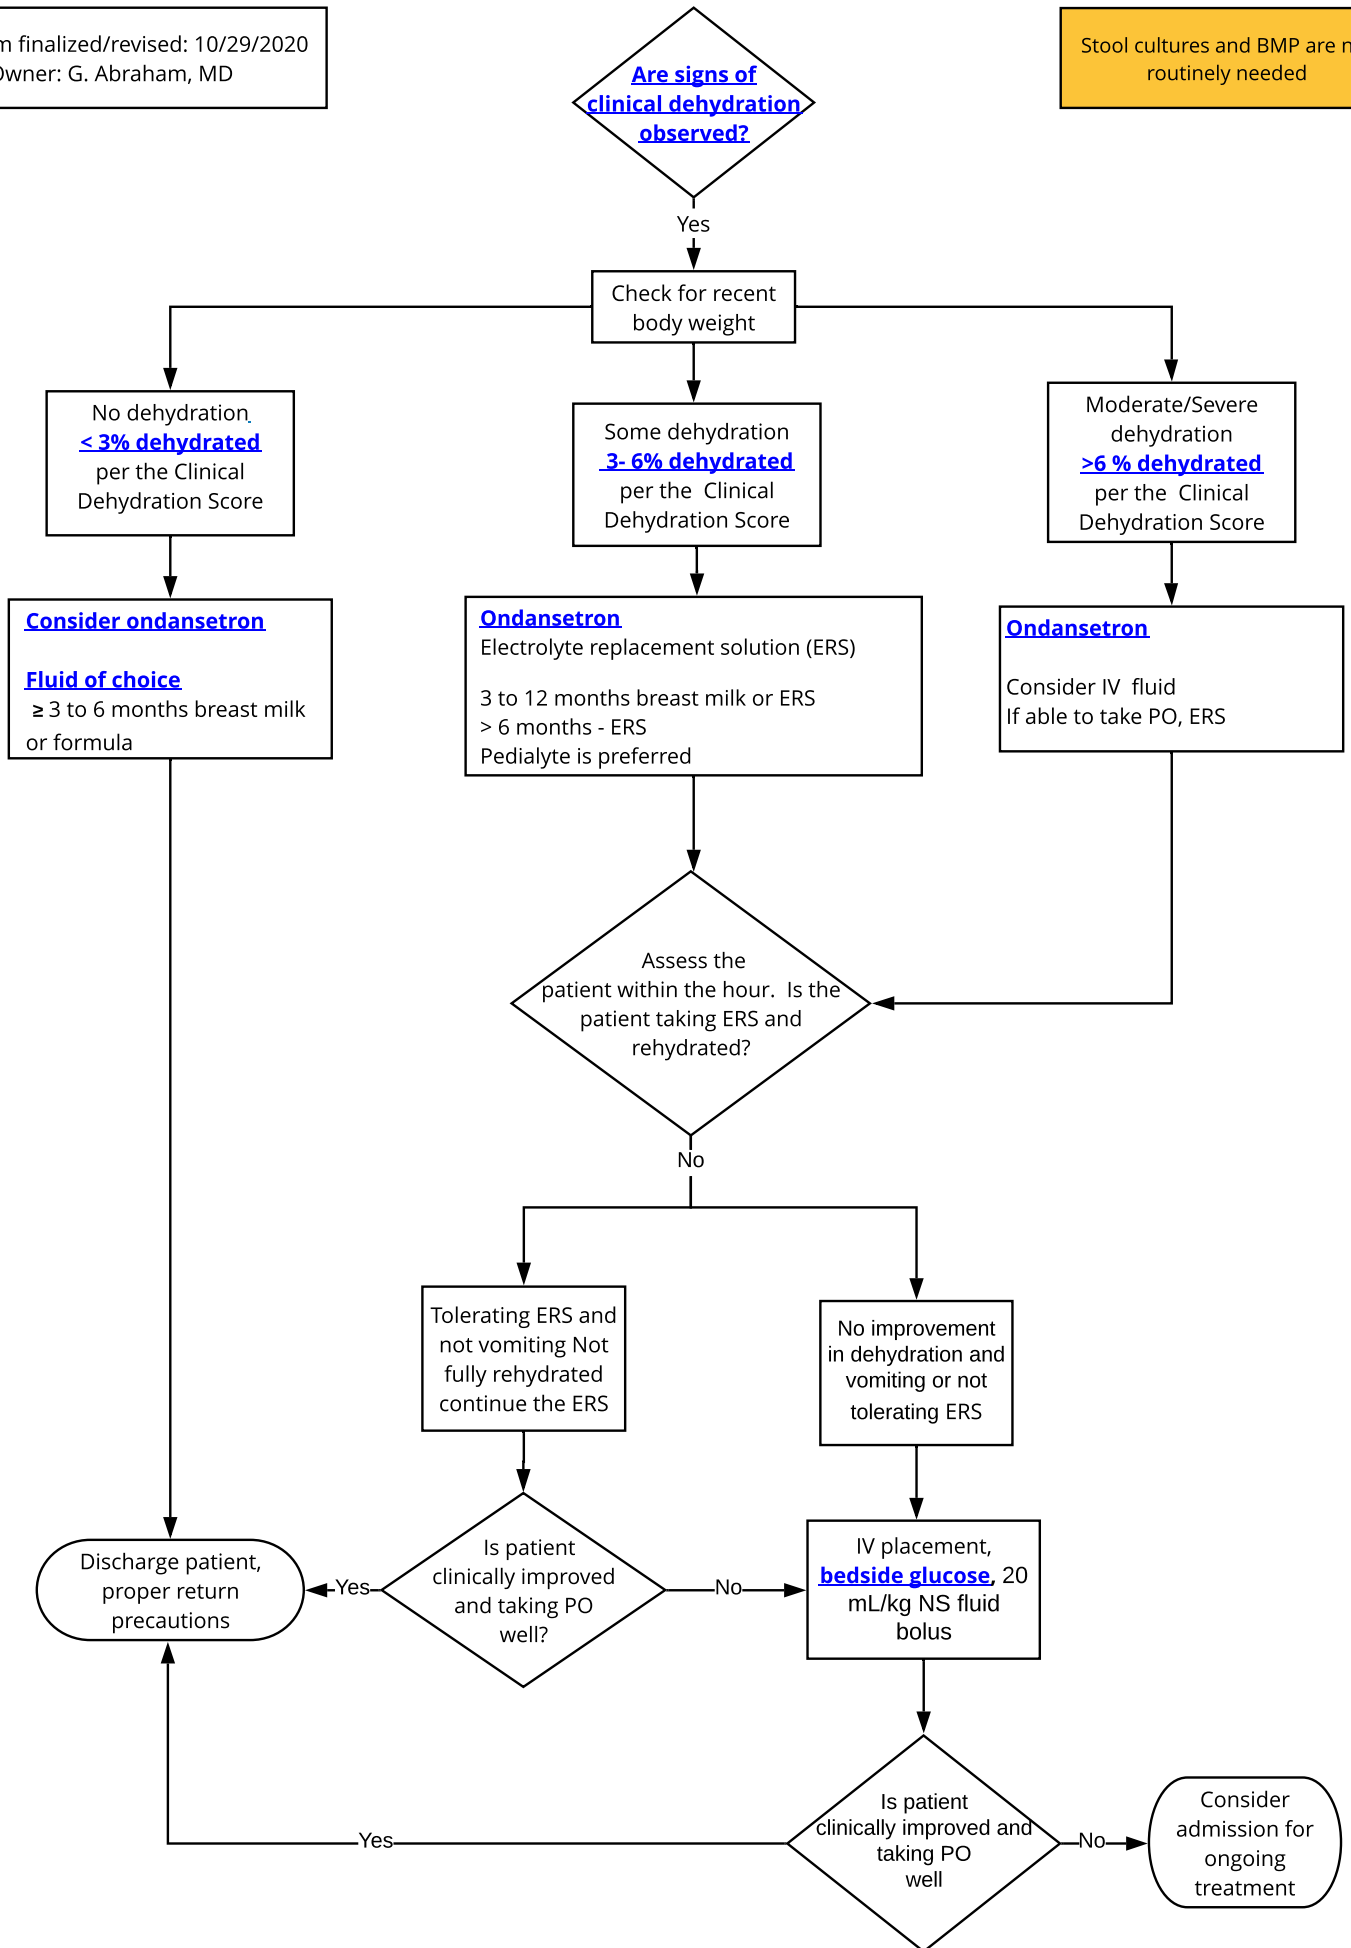 finalized/revised: 10/29/2020
Owner: G. Abraham, MD
Are signs of
clinical dehydration
observed?
Stool cultures and BMP are
routinely needed
Yes
Check for recent
body weight
No dehydration
< 3% dehydrated
per the Clinical
Dehydration Score
Some dehydration
3- 6% dehydrated
per the Clinical
Dehydration Score
Moderate/Severe
dehydration
>6 % dehydrated
per the Clinical
Dehydration Score
Consider ondansetron
Fluid of choice
≥ 3 to 6 months breast milk
or formula
Ondansetron
Electrolyte replacement solution (ERS)
3 to 12 months breast milk or ERS
> 6 months - ERS
Pedialyte is preferred
Ondansetron
Consider IV fluid
If able to take PO, ERS
Assess the
patient within the hour. Is the
patient taking ERS and
rehydrated?
No
Tolerating ERS and
not vomiting Not
fully rehydrated
continue the ERS
No improvement
in dehydration and
vomiting or not
tolerating ERS
Discharge patient,
proper return
precautions
Yes
Is patient
clinically improved
and taking PO
well?
No
IV placement,
bedside glucose, 20
mL/kg NS fluid
bolus
Yes
Is patient
clinically improved and
taking PO
well
No
Consider
admission for
ongoing
treatment